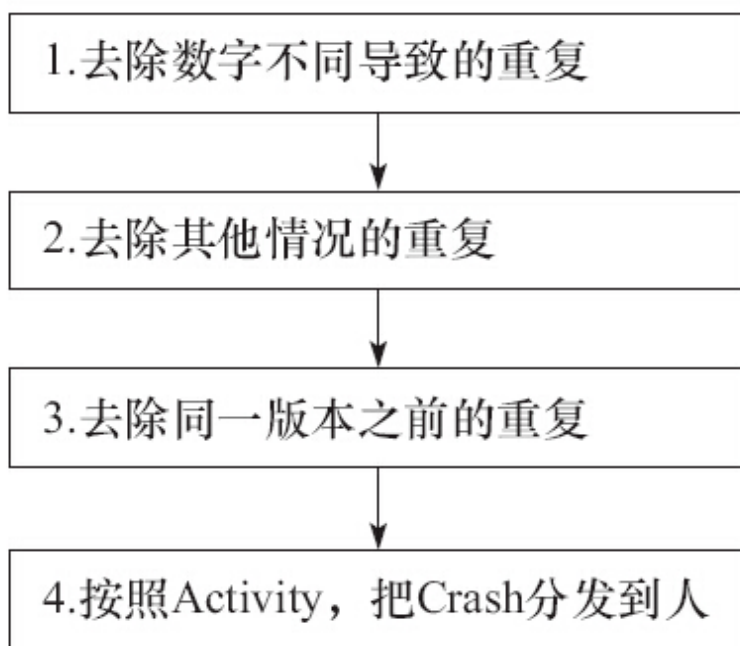 1.去除数字不同导致的重复
2.去除其他情况的重复
3.去除同一版本之前的重复
4.按照Activity，把Crash分发到人